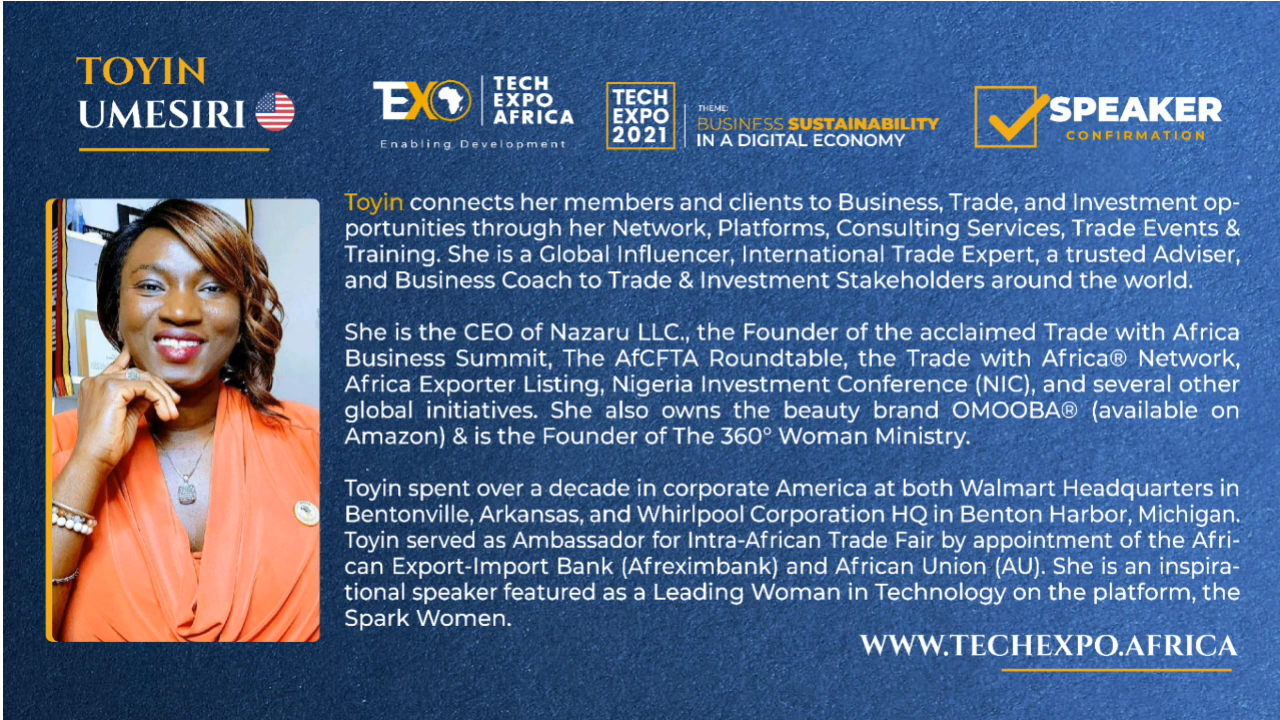 TOYIN
UMESIRI
TEXO
TECH
EXPO
AFRICA
Enabling Development
TECH
EXPO
2021
THEME:
BUSINESS SUSTAINABILITY
IN A DIGITAL ECONOMY
SPEAKER
CONFIRMATION
Toyin connects her members and clients to Business, Trade, and Investment op-
portunities through her Network, Platforms, Consulting Services, Trade Events &
Training. She is a Global Influencer, International Trade Expert, a trusted Adviser,
and Business Coach to Trade & Investment Stakeholders around the world.
She is the CEO of Nazaru LLC., the Founder of the acclaimed Trade with Africa
Business Summit, The AfCFTA Roundtable, the Trade with Africa® Network,
Africa Exporter Listing, Nigeria Investment Conference (NIC), and several other
global initiatives. She also owns the beauty brand OMOOBA® (available on
Amazon) & is the Founder of The 360° Woman Ministry.
Toyin spent over a decade in corporate America at both Walmart Headquarters in
Bentonville, Arkansas, and Whirlpool Corporation HQ in Benton Harbor, Michigan.
Toyin served as Ambassador for Intra-African Trade Fair by appointment of the Afri-
can Export-Import Bank (Afreximbank) and African Union (AU). She is an inspira-
tional speaker featured as a Leading Woman in Technology on the platform, the
Spark Women.
WWW.TECHEXPO.AFRICA